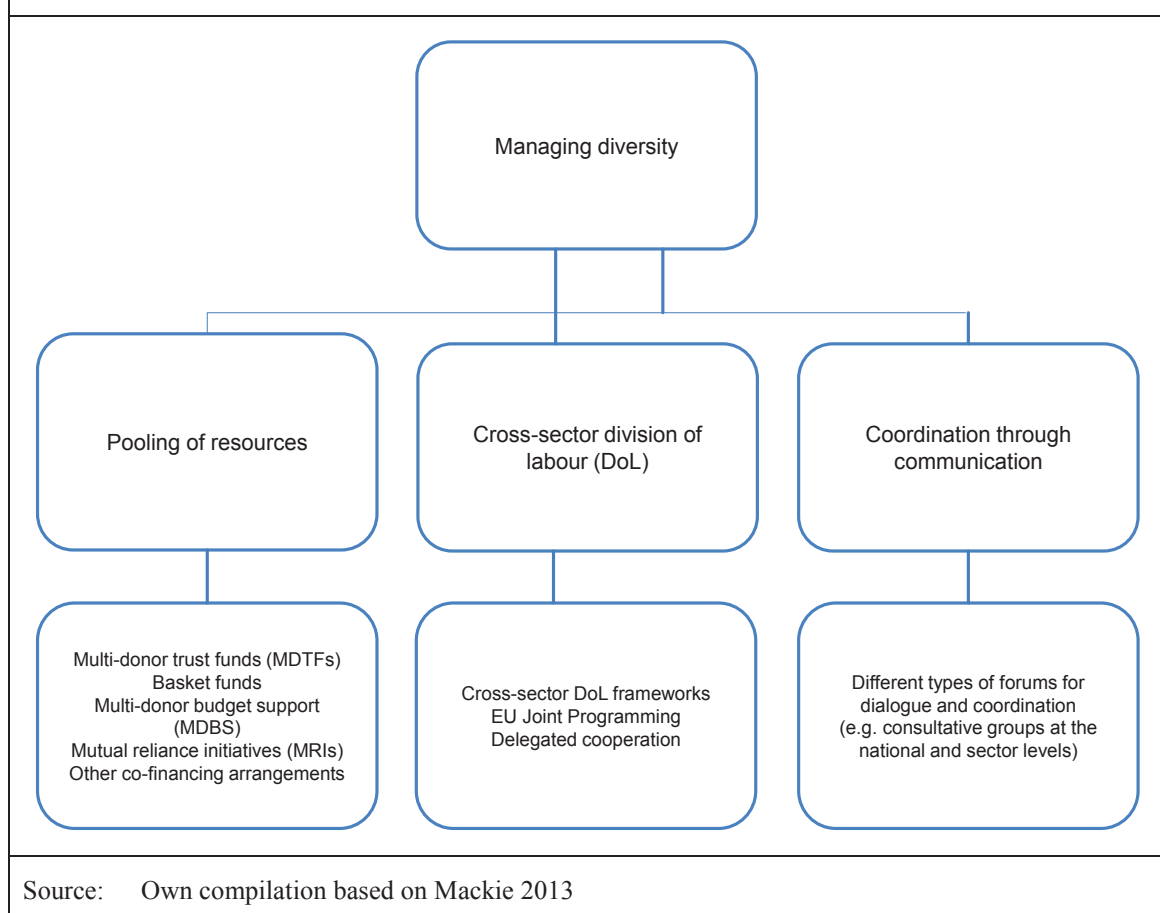 Managing diversity
Pooling of resources
Cross-sector division of
labour (DoL)
Coordination through
communication
Multi-donor trust funds (MDTFs)
Basket funds
Multi-donor budget support
(MDBS)
Mutual reliance initiatives (MRIs)
Other co-financing arrangements
Cross-sector DoL frameworks
EU Joint Programming
Delegated cooperation
Different types of forums for
dialogue and coordination
(e.g. consultative groups at the
national and sector levels)
Source: Own compilation based on Mackie 2013